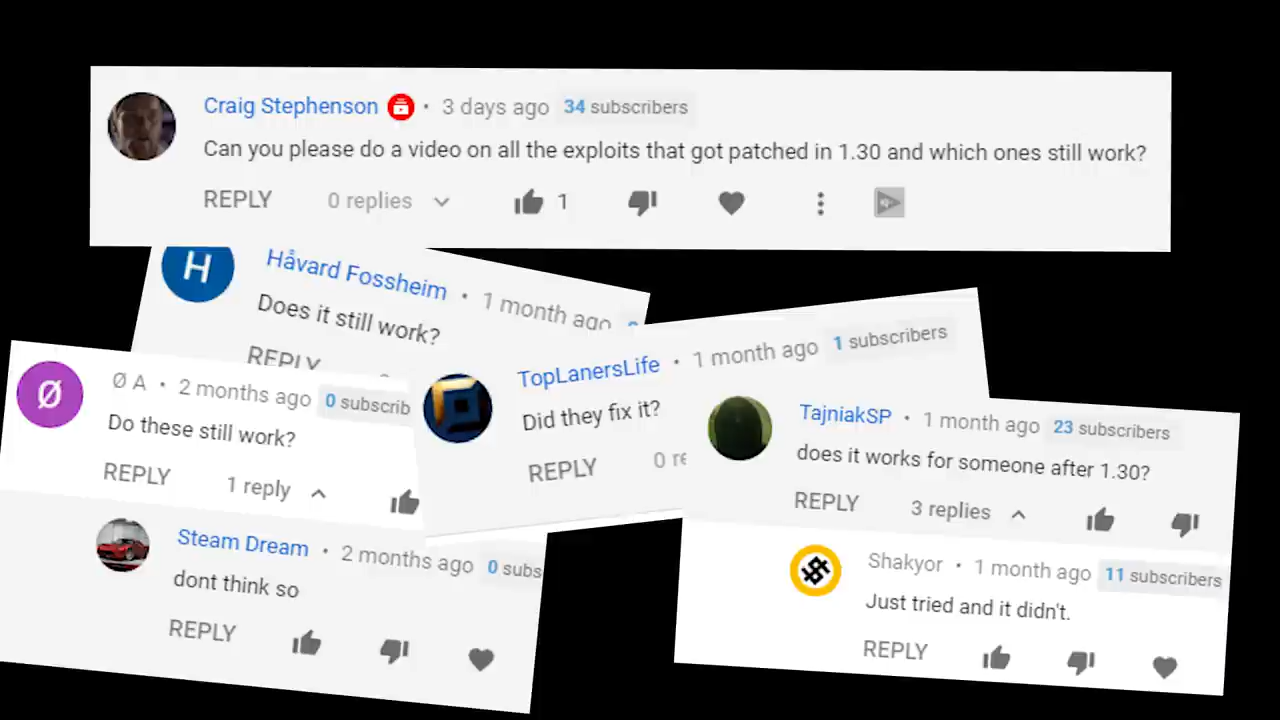 Craig Stephenson • 3 days ago 34 subscribers
Can you please do a video on all the exploits that got patched in 1.30 and which ones still work?
REPLY 0 replies 1
H
Håvard Fossheim • 1 month ago
Does it still work?
REPLY
Ø
Ø A • 2 months ago 0 subscrib
Do these still work?
REPLY 1 reply
Steam Dream • 2 months ago 0 subs
dont think so
REPLY
TopLanersLife • 1 month ago 1 subscribers
Did they fix it?
REPLY 0 re
TajniakSP • 1 month ago 23 subscribers
does it works for someone after 1.30?
REPLY 3 replies
Shakyor • 1 month ago 11 subscribers
Just tried and it didn't.
REPLY